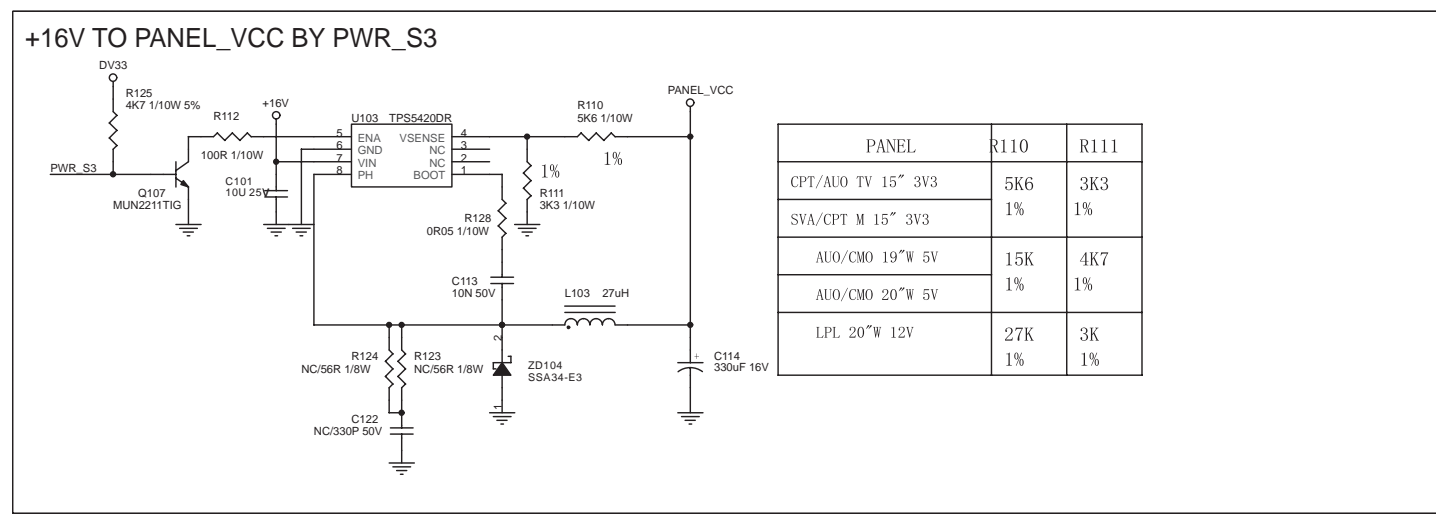 +16V TO PANEL_VCC BY PWR_S3
DV33
R125
4K7 1/10W 5%
R112
100R 1/10W
+16V
PWR_S3
Q107
MUN2211TIG
C101
10U 25V
U103 TPS5420DR
5 ENA VSENSE 4
6 GND NC 3
7 VIN NC 2
8 PH BOOT 1
R110
5K6 1/10W
1%
PANEL_VCC
1%
R111
3K3 1/10W
R128
0R05 1/10W
C113
10N 50V
L103 27uH
R124
NC/56R 1/8W
R123
NC/56R 1/8W
C122
NC/330P 50V
2
ZD104
SSA34-E3
1
+
C114
330uF 16V
PANEL R110 R111
CPT/AUO TV 15" 3V3 5K6 3K3
1% 1%
SVA/CPT M 15" 3V3
AUO/CMO 19"W 5V 15K 4K7
1% 1%
AUO/CMO 20"W 5V
LPL 20"W 12V 27K 3K
1% 1%